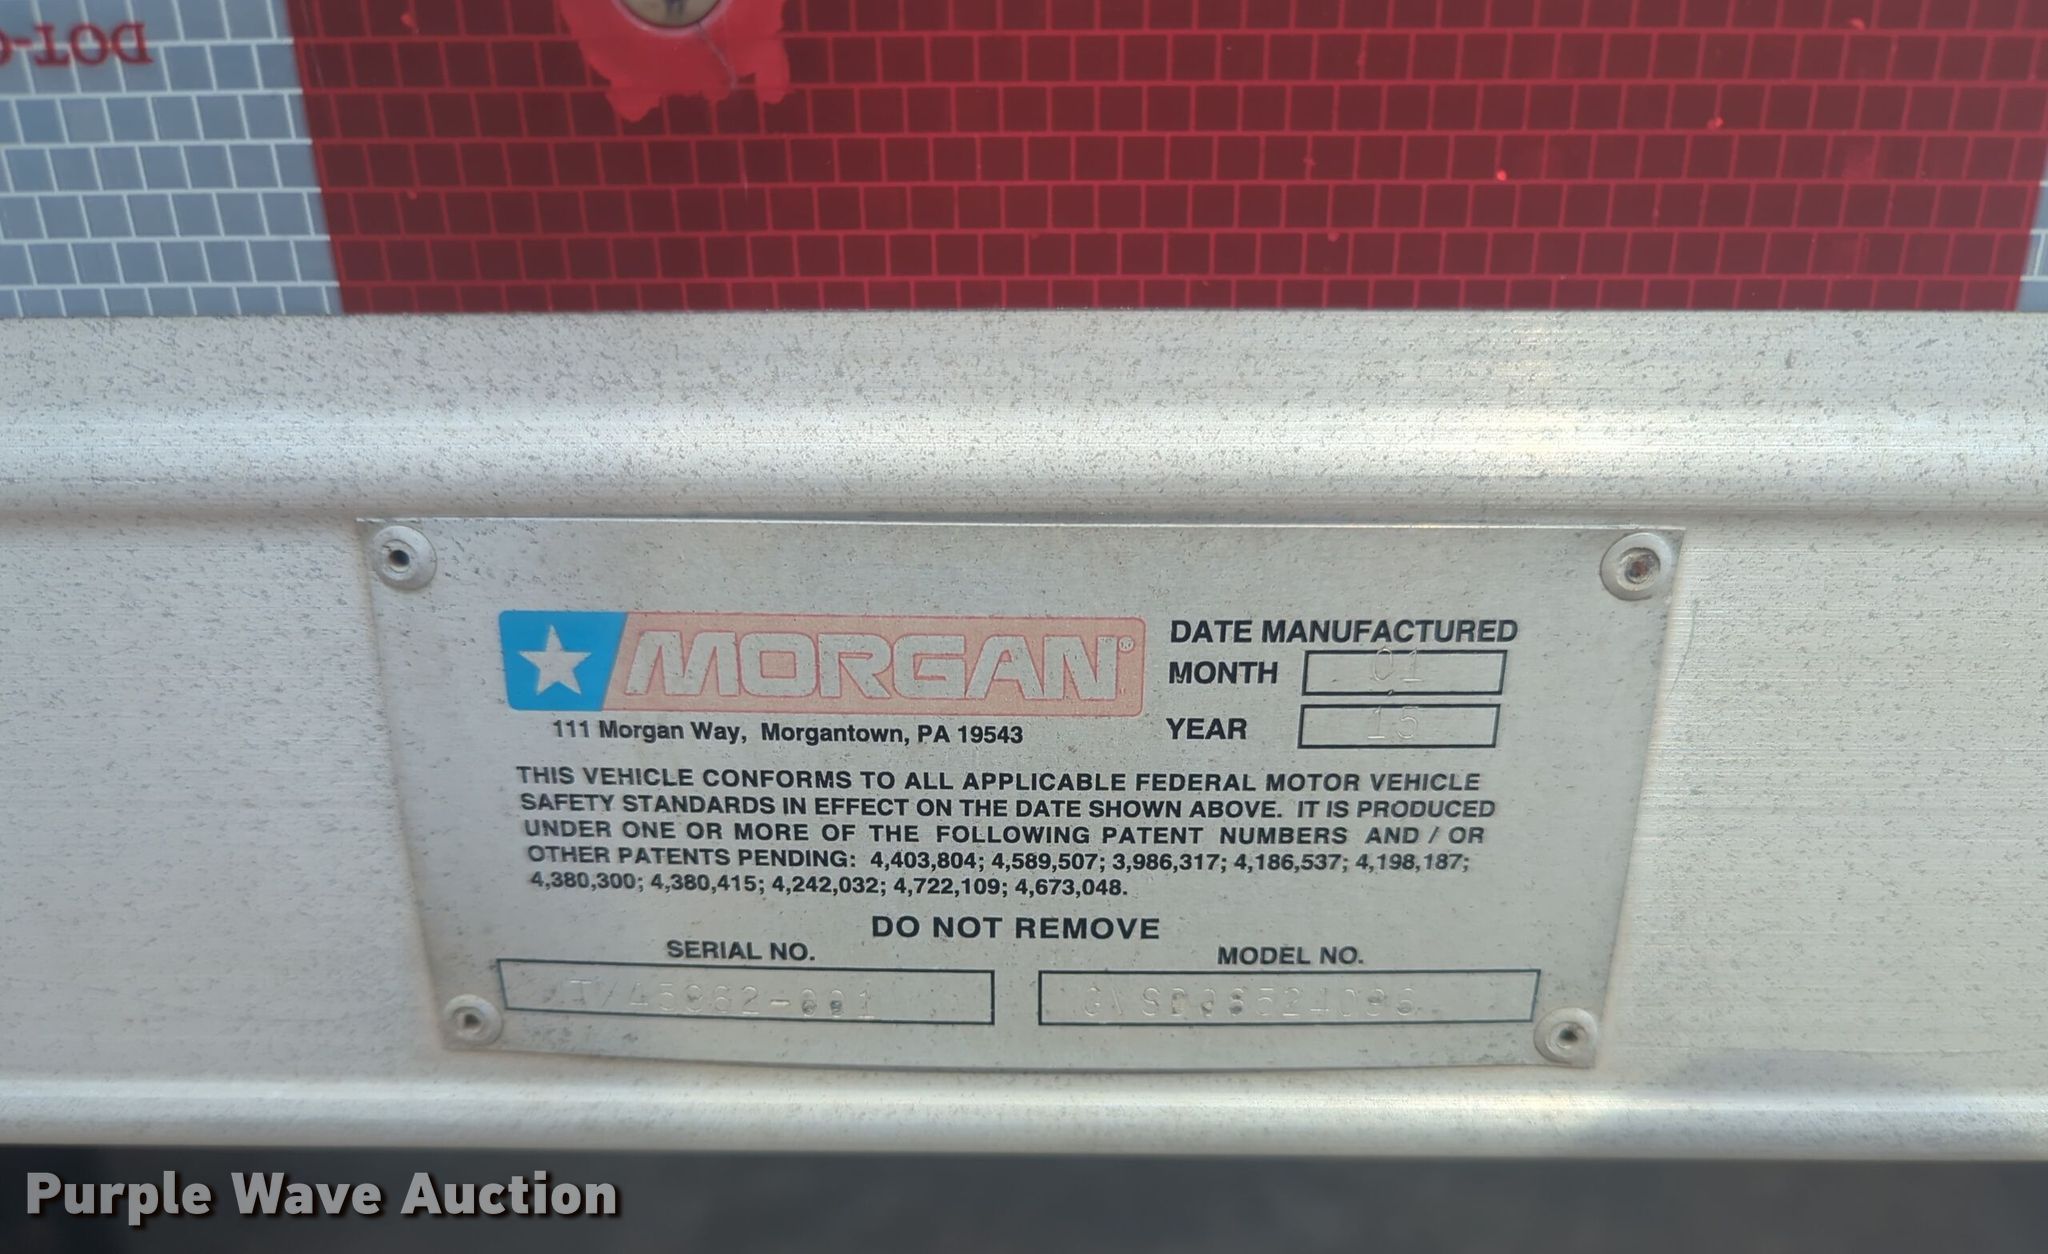 DOT-C
MORGAN®
111 Morgan Way, Morgantown, PA 19543
DATE MANUFACTURED
MONTH 01
YEAR 15
THIS VEHICLE CONFORMS TO ALL APPLICABLE FEDERAL MOTOR VEHICLE
SAFETY STANDARDS IN EFFECT ON THE DATE SHOWN ABOVE. IT IS PRODUCED
UNDER ONE OR MORE OF THE FOLLOWING PATENT NUMBERS AND / OR
OTHER PATENTS PENDING: 4,403,804; 4,589,507; 3,986,317; 4,186,537; 4,198,187;
4,380,300; 4,380,415; 4,242,032; 4,722,109; 4,673,048.
DO NOT REMOVE
SERIAL NO.
MODEL NO.
Purple Wave Auction